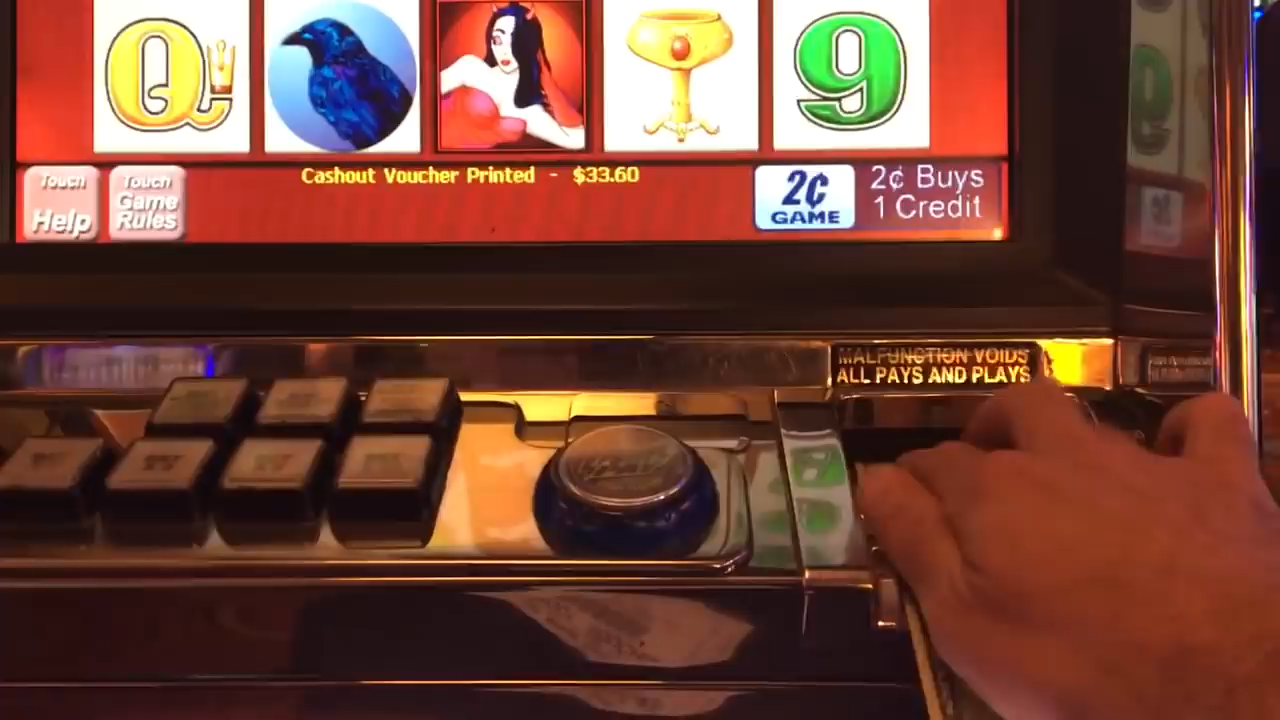 Q
9
Cashout Voucher Printed - $33.60
Touch
Help
Touch
Game
Rules
2¢
GAME
2¢ Buys
1 Credit
MALFUNCTION VOIDS
ALL PAYS AND PLAYS